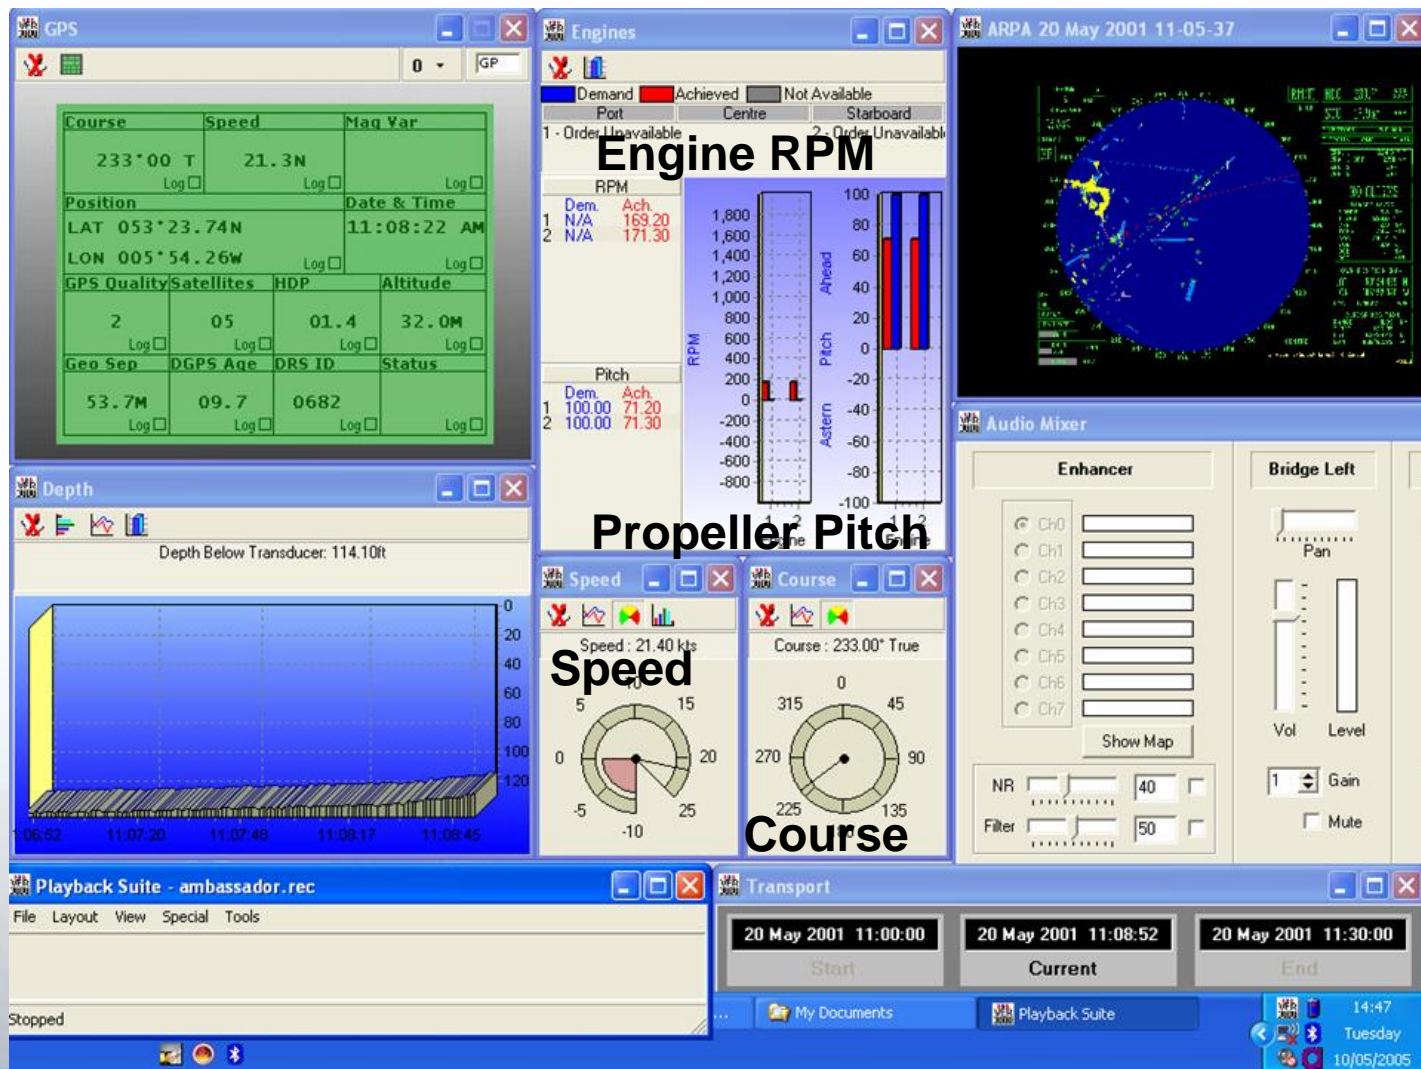 GPS
0
GP
Course Speed Mag Var
233°00 T 21.3N
Log Log Log
Position Date & Time
LAT 053°23.74N 11:08:22 AM
LON 005°54.26W
Log Log
GPS Quality Satellites HDP Altitude
2 05 01.4 32.0M
Log Log Log Log
Geo Sep DGPS Age DRS ID Status
53.7M 09.7 0682
Log Log Log Log
Engines
Demand Achieved Not Available
Port Centre Starboard
1 - Order Unavailable 2 - Order Unavailabl
Engine RPM
RPM
Dem. Ach.
1 N/A 169.20
2 N/A 171.30
Pitch
Dem. Ach.
1 100.00 71.20
2 100.00 71.30
RPM
1,800
1,600
1,400
1,200
1,000
800
600
400
200
0
-200
-400
-600
-800
1 2
Engine
Astern Pitch Ahead
100
80
60
40
20
0
-20
-40
-60
-80
-100
1 2
Engine
Propeller Pitch
ARPA 20 May 2001 11-05-37
Depth
Depth Below Transducer: 114.10ft
0
20
40
60
80
100
120
1:06:52 11:07:20 11:07:48 11:08:17 11:08:45
Speed
Speed : 21.40 kts
Speed
10
5 15
0 20
-5 25
-10
Course
Course : 233.00° True
0
315 45
270 90
225 135
180
Course
Audio Mixer
Enhancer
Ch0
Ch1
Ch2
Ch3
Ch4
Ch5
Ch6
Ch7
Show Map
NR 40
Filter 50
Bridge Left
Pan
Vol Level
1 Gain
Mute
Playback Suite - ambassador.rec
File Layout View Special Tools
Stopped
Transport
20 May 2001 11:00:00 20 May 2001 11:08:52 20 May 2001 11:30:00
Start Current End
... My Documents Playback Suite
14:47
Tuesday
10/05/2005